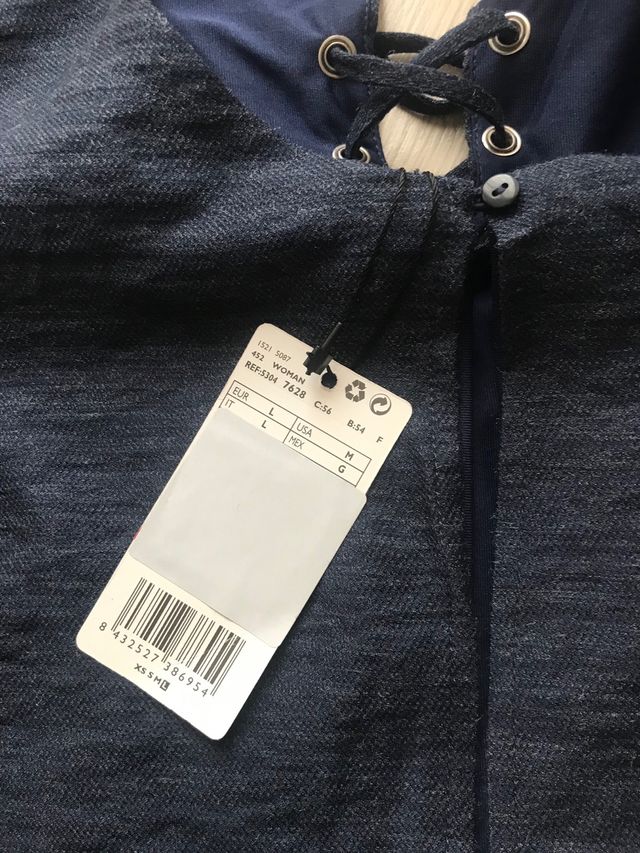 1521 5087
452 WOMAN
REF:5304 7628 C:56 B:54 F
EUR L USA M
IT L MEX G
8 432527 386954
XS S M L